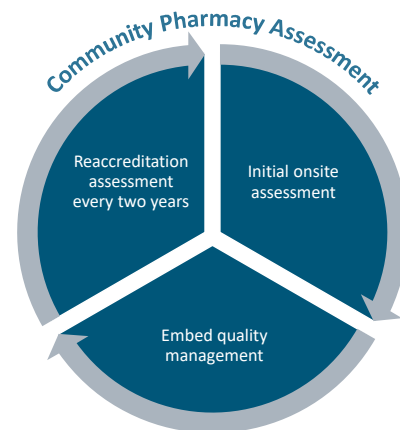 Community Pharmacy Assessment
Initial onsite
assessment
Embed quality
management
Reaccreditation
assessment
every two years